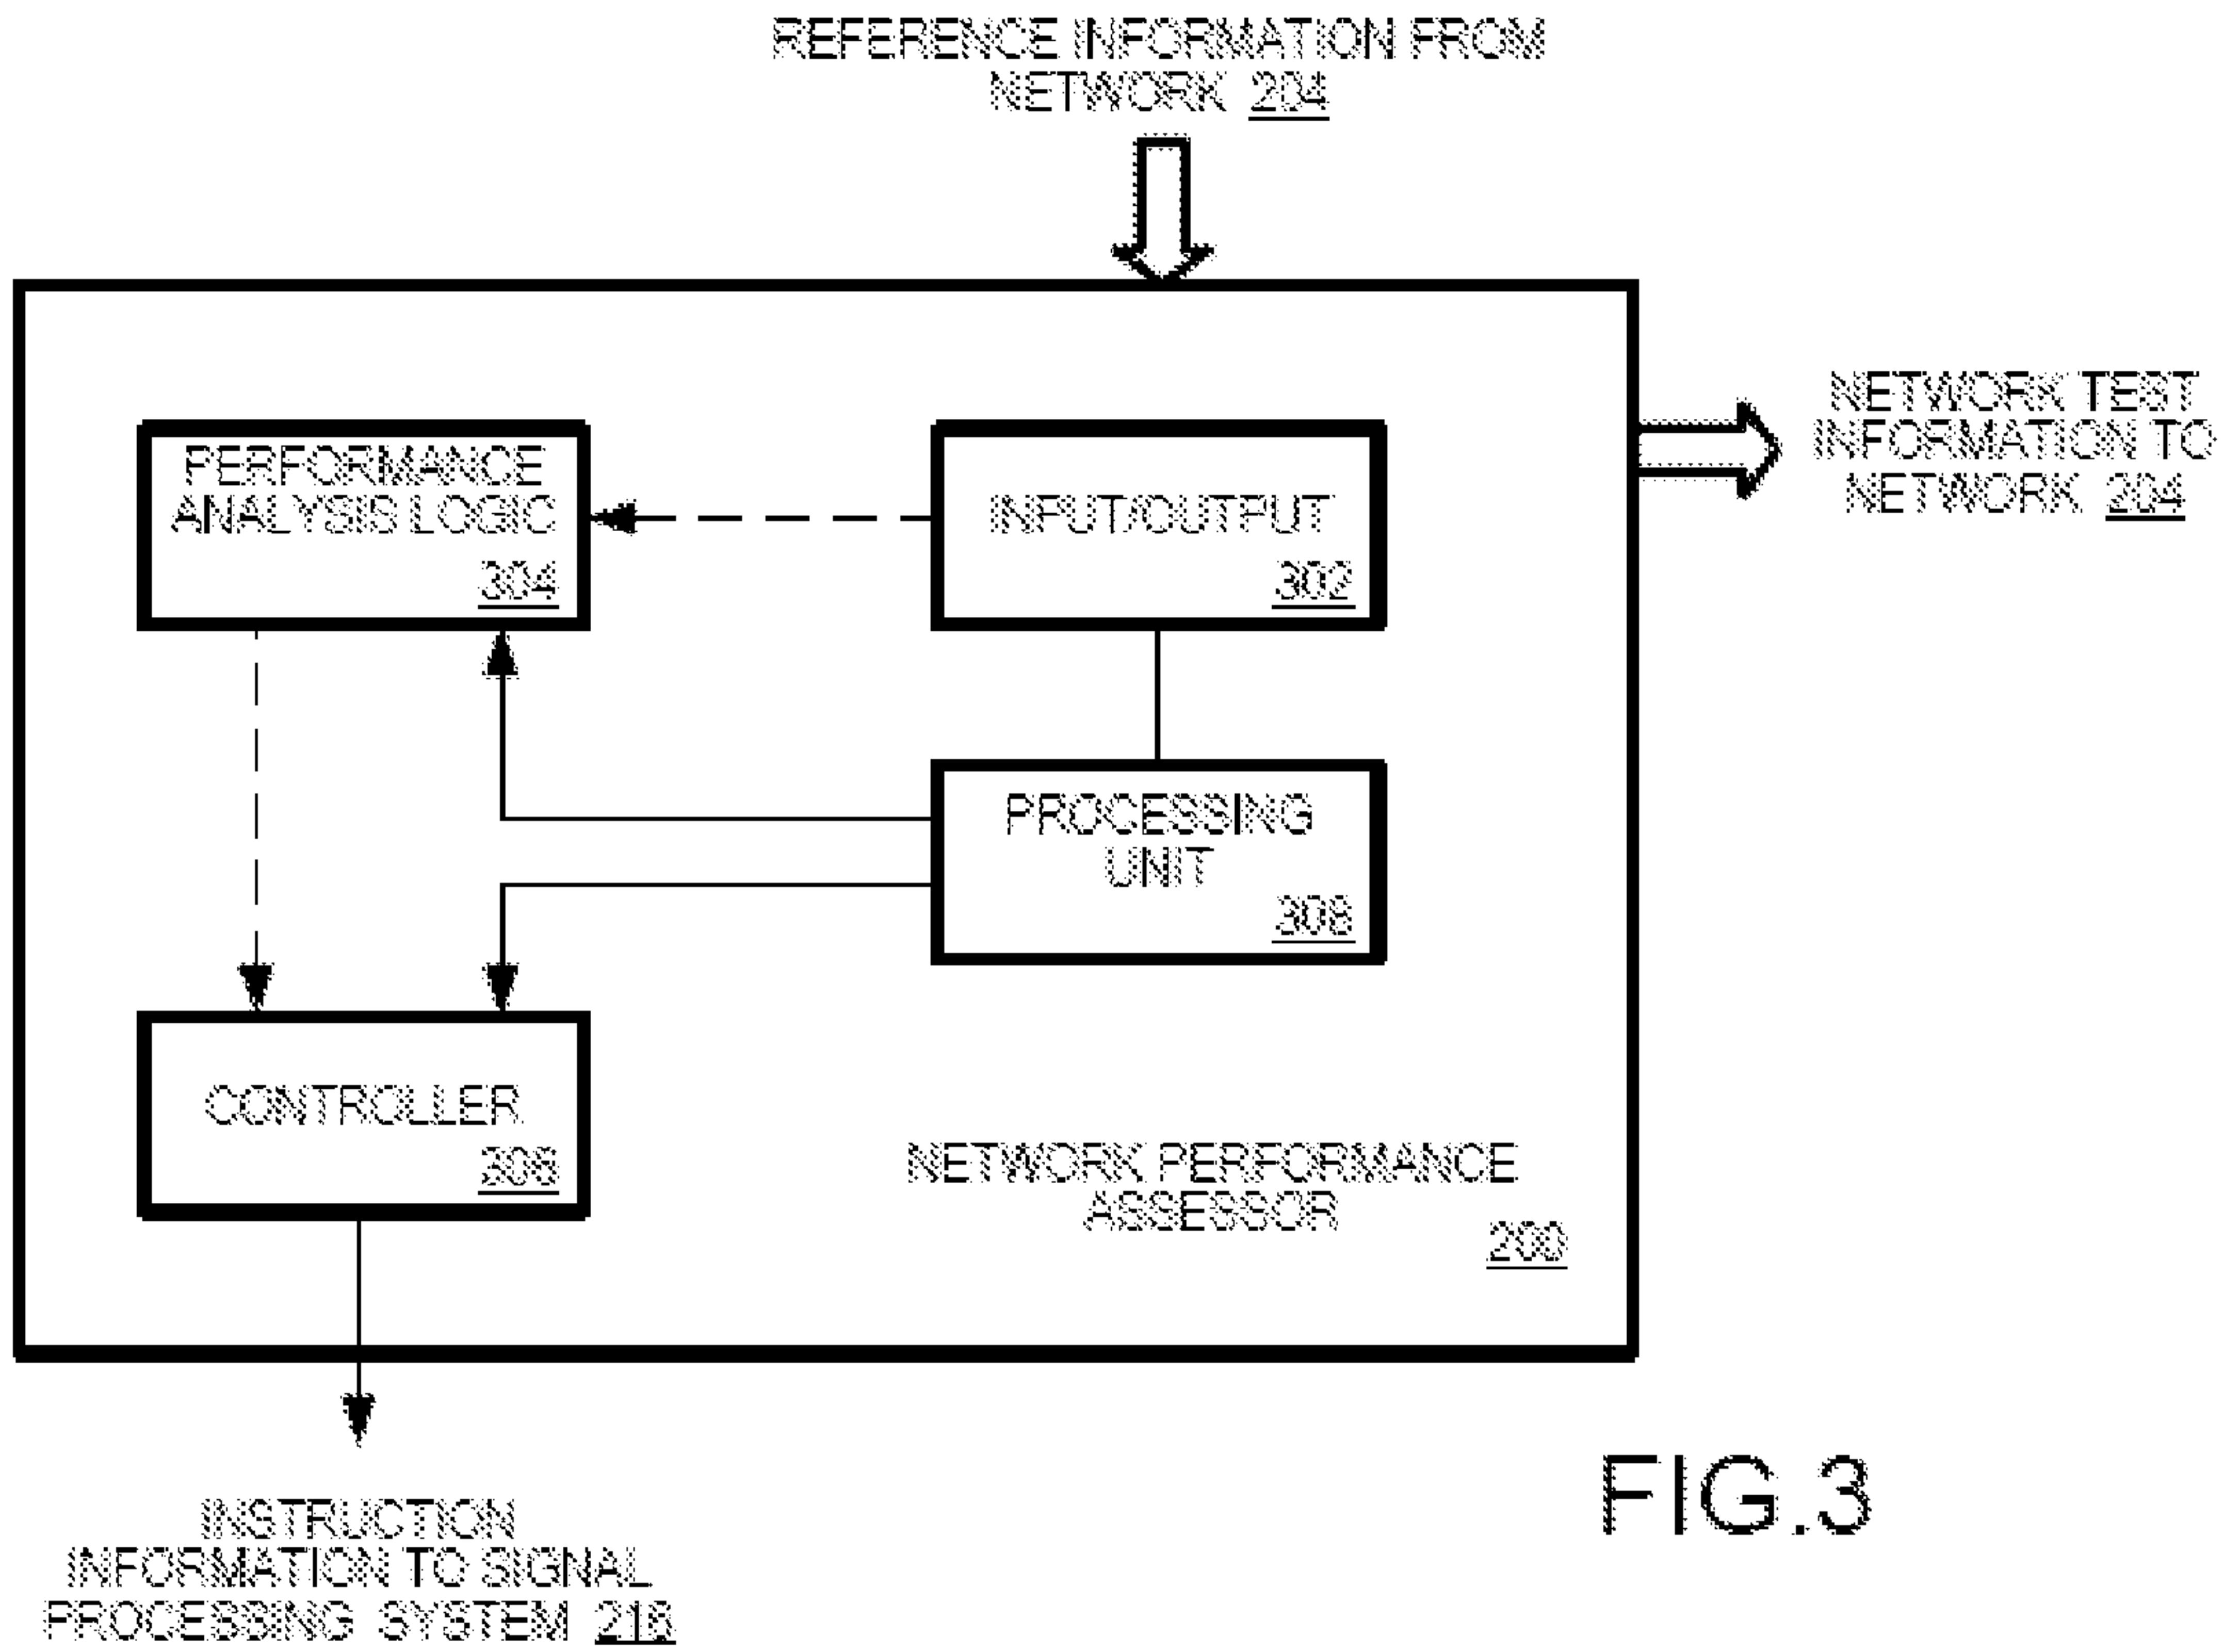 REFERENCE INFORMATION FROM
NETWORK 204
NETWORK TEST
INFORMATION TO
NETWORK 204
PERFORMANCE
ANALYSIS LOGIC
304
INPUT/OUTPUT
302
PROCESSING
UNIT
308
CONTROLLER
306
NETWORK PERFORMANCE
ASSESSOR
200
INSTRUCTION
INFORMATION TO SIGNAL
PROCESSING SYSTEM
FIG.3